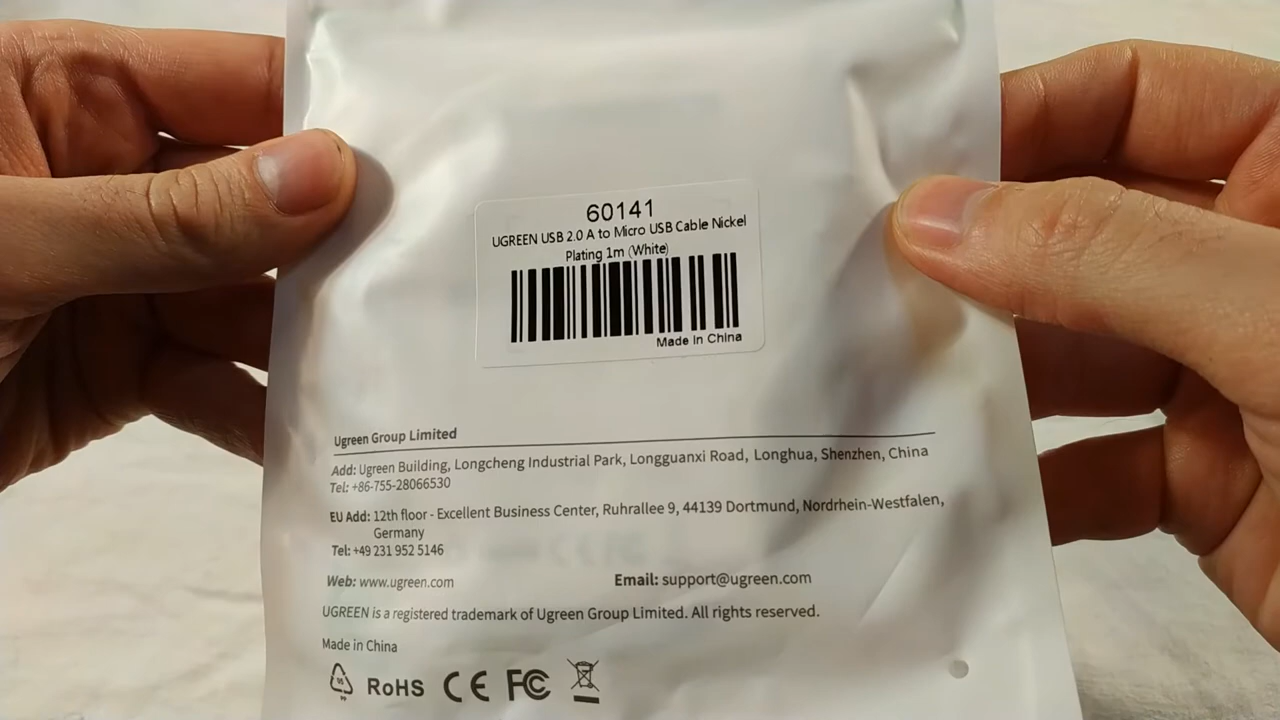 60141
UGREEN USB 2.0 A to Micro USB Cable Nickel
Plating 1m (White)
Made In China
Ugreen Group Limited
Add: Ugreen Building, Longcheng Industrial Park, Longguanxi Road, Longhua, Shenzhen, China
Tel: +86-755-28066530
EU Add: 12th floor - Excellent Business Center, Ruhrallee 9, 44139 Dortmund, Nordrhein-Westfalen,
Germany
Tel: +49 231 952 5146
Web: www.ugreen.com Email: support@ugreen.com
UGREEN is a registered trademark of Ugreen Group Limited. All rights reserved.
Made in China
RoHS CE FC